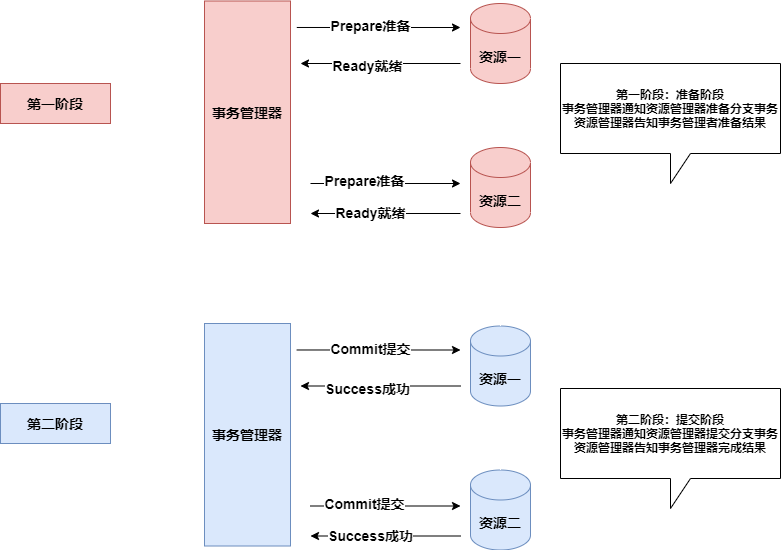 Prepare准备
资源一
Ready就绪
第一阶段
事务管理器
第一阶段：准备阶段
事务管理器通知资源管理器准备分支事务
资源管理器告知事务管理者准备结果
Prepare准备
资源二
Ready就绪
Commit提交
资源一
Success成功
第二阶段
事务管理器
第二阶段：提交阶段
事务管理器通知资源管理器提交分支事务
资源管理器告知事务管理器完成结果
Commit提交
资源二
Success成功